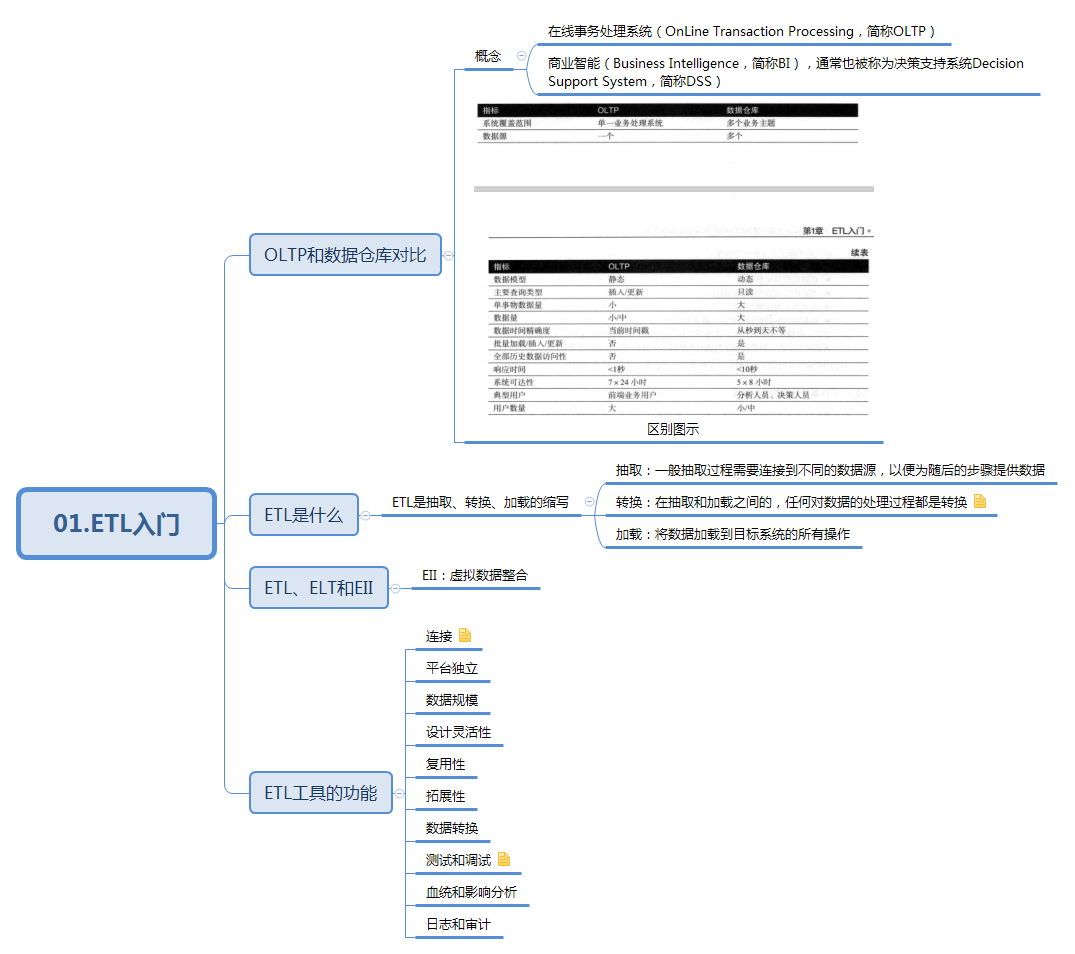 01.ETL入门
OLTP和数据仓库对比
概念
在线事务处理系统（OnLine Transaction Processing，简称OLTP）
商业智能（Business Intelligence，简称BI），通常也被称为决策支持系统Decision
Support System，简称DSS）
指标 OLTP 数据仓库
系统覆盖范围 单一业务处理系统 多个业务主题
数据源 一个 多个
第1章 ETL入门
续表
指标 OLTP 数据仓库
数据模型 静态 动态
主要查询类型 插入/更新 只读
单事物数据量 小 大
数据量 小/中 大
数据时间精确度 当前时间戳 从秒到天不等
批量加载/插入/更新 否 是
全部历史数据访问性 否 是
响应时间 <1秒 <10秒
系统可达性 7×24 小时 5×8 小时
典型用户 前端业务用户 分析人员、决策人员
用户数量 大 小/中
区别图示
ETL是什么
ETL是抽取、转换、加载的缩写
抽取：一般抽取过程需要连接到不同的数据源，以便为随后的步骤提供数据
转换：在抽取和加载之间的，任何对数据的处理过程都是转换
加载：将数据加载到目标系统的所有操作
ETL、ELT和EII
EII：虚拟数据整合
ETL工具的功能
连接
平台独立
数据规模
设计灵活性
复用性
拓展性
数据转换
测试和调试
血统和影响分析
日志和审计